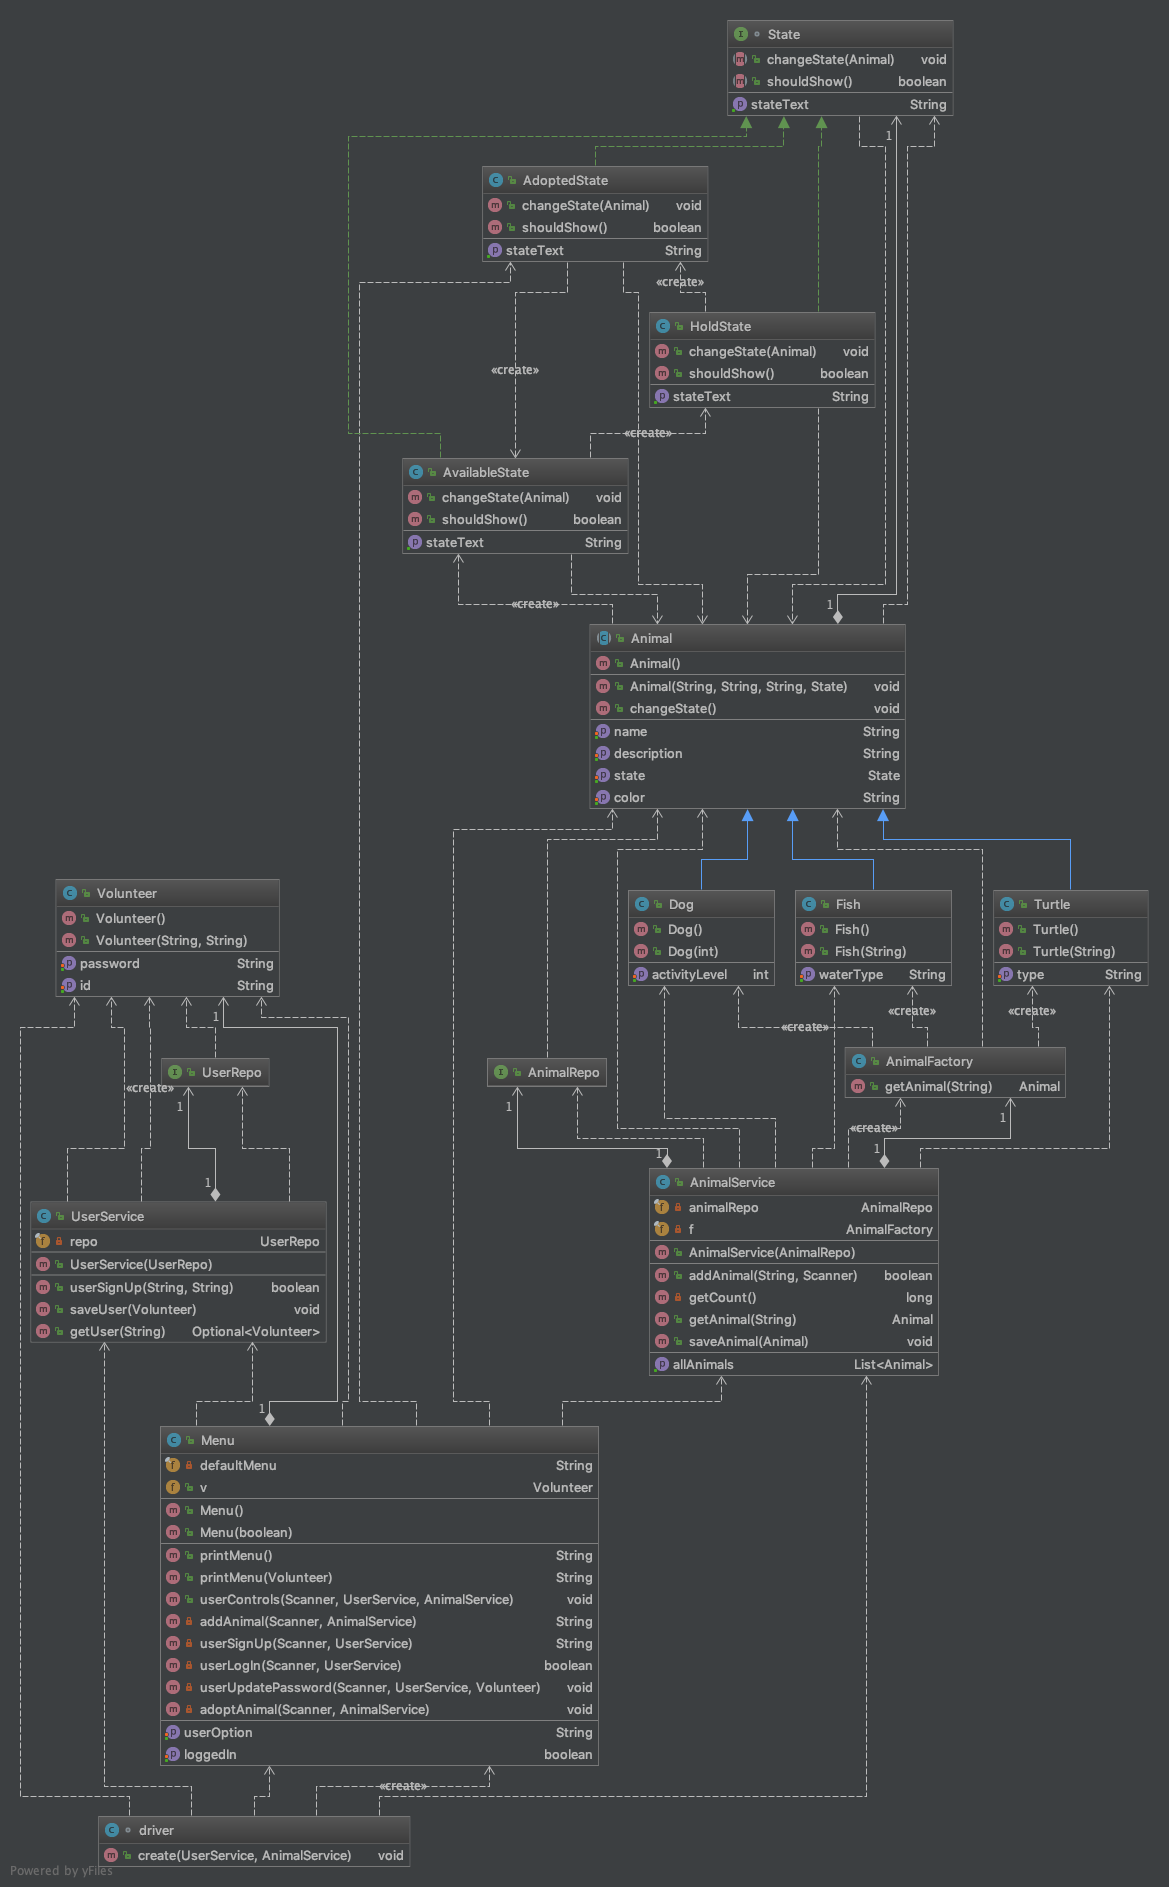 State
changeState(Animal) void
shouldShow() boolean
stateText String
1
AdoptedState
changeState(Animal) void
shouldShow() boolean
stateText String
«create»
HoldState
changeState(Animal) void
shouldShow() boolean
stateText String
«create»
«create»
AvailableState
changeState(Animal) void
shouldShow() boolean
stateText String
«create»
1
Animal
Animal()
Animal(String, String, String, State) void
changeState() void
name String
description String
state State
color String
Volunteer
Volunteer()
Volunteer(String, String)
password String
id String
Dog
Dog()
Dog(int)
activityLevel int
Fish
Fish()
Fish(String)
waterType String
Turtle
Turtle()
Turtle(String)
type String
1
«create»
«create»
«create»
UserRepo
«create»
1
AnimalRepo
1
AnimalFactory
getAnimal(String) Animal
1
«create»
1
1
1
UserService
repo UserRepo
UserService(UserRepo)
userSignUp(String, String) boolean
saveUser(Volunteer) void
getUser(String) Optional<Volunteer>
AnimalService
animalRepo AnimalRepo
f AnimalFactory
AnimalService(AnimalRepo)
addAnimal(String, Scanner) boolean
getCount() long
getAnimal(String) Animal
saveAnimal(Animal) void
allAnimals List<Animal>
1
Menu
defaultMenu String
v Volunteer
Menu()
Menu(boolean)
printMenu() String
printMenu(Volunteer) String
userControls(Scanner, UserService, AnimalService) void
addAnimal(Scanner, AnimalService) String
userSignUp(Scanner, UserService) String
userLogIn(Scanner, UserService) boolean
userUpdatePassword(Scanner, UserService, Volunteer) void
adoptAnimal(Scanner, AnimalService) void
userOption String
loggedIn boolean
«create»
driver
create(UserService, AnimalService) void
Powered by yFiles